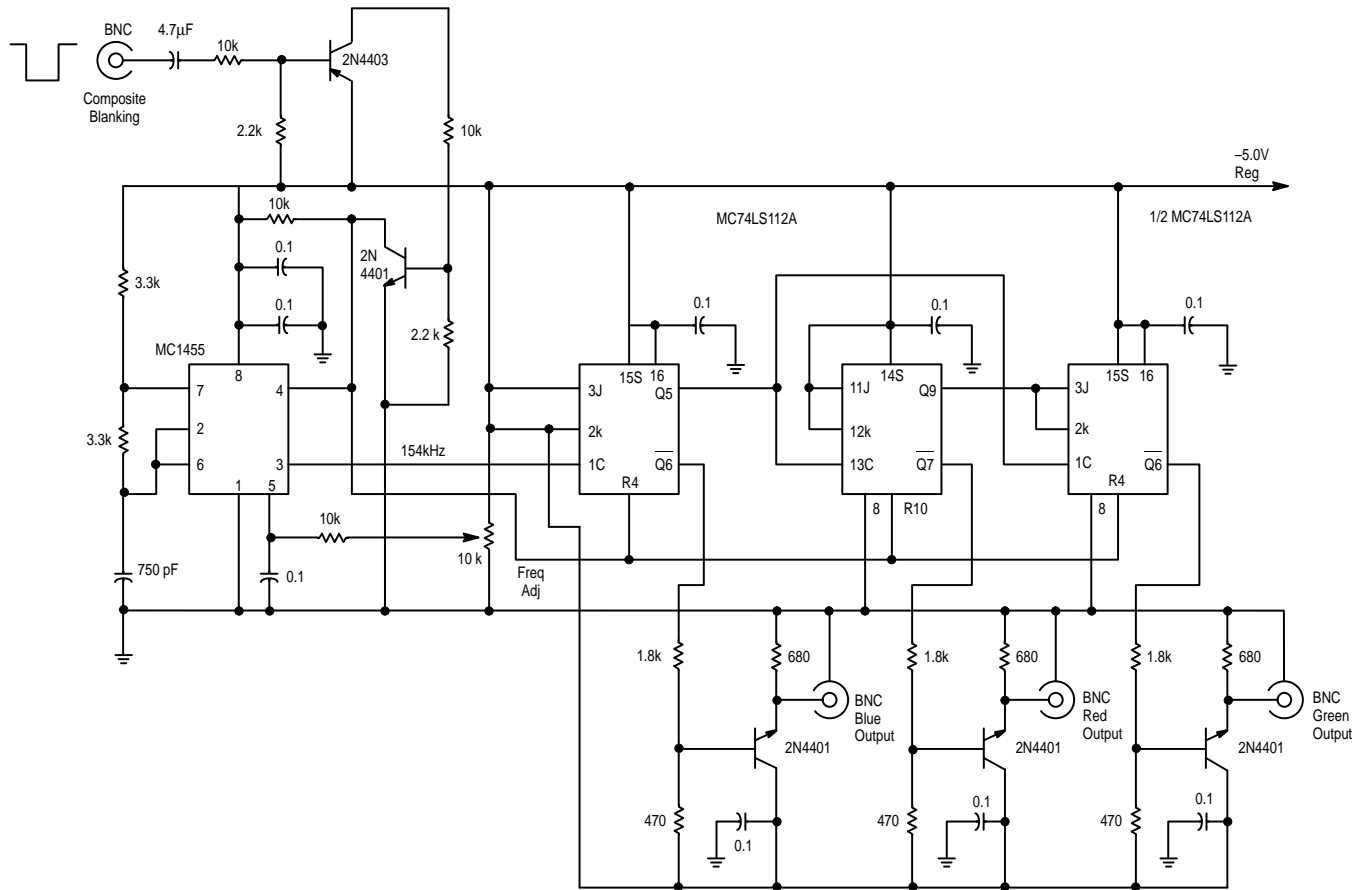 BNC
4.7µF
10k
2N4403
Composite
Blanking
2.2k
10k
–5.0V
Reg
10k
MC74LS112A
1/2 MC74LS112A
0.1
2N
4401
3.3k
0.1
0.1
0.1
0.1
2.2 k
MC1455
8
15S
16
14S
15S
16
7
4
3J
Q5
11J
Q9
3J
3.3k
2
2k
12k
2k
154kHz
6
3
1C
Q6
13C
Q7
1C
Q6
1
5
R4
8
R10
R4
8
10k
10 k
750 pF
0.1
Freq
Adj
1.8k
680
1.8k
680
1.8k
680
BNC
Blue
Output
BNC
Red
Output
BNC
Green
Output
2N4401
2N4401
2N4401
470
0.1
470
0.1
470
0.1